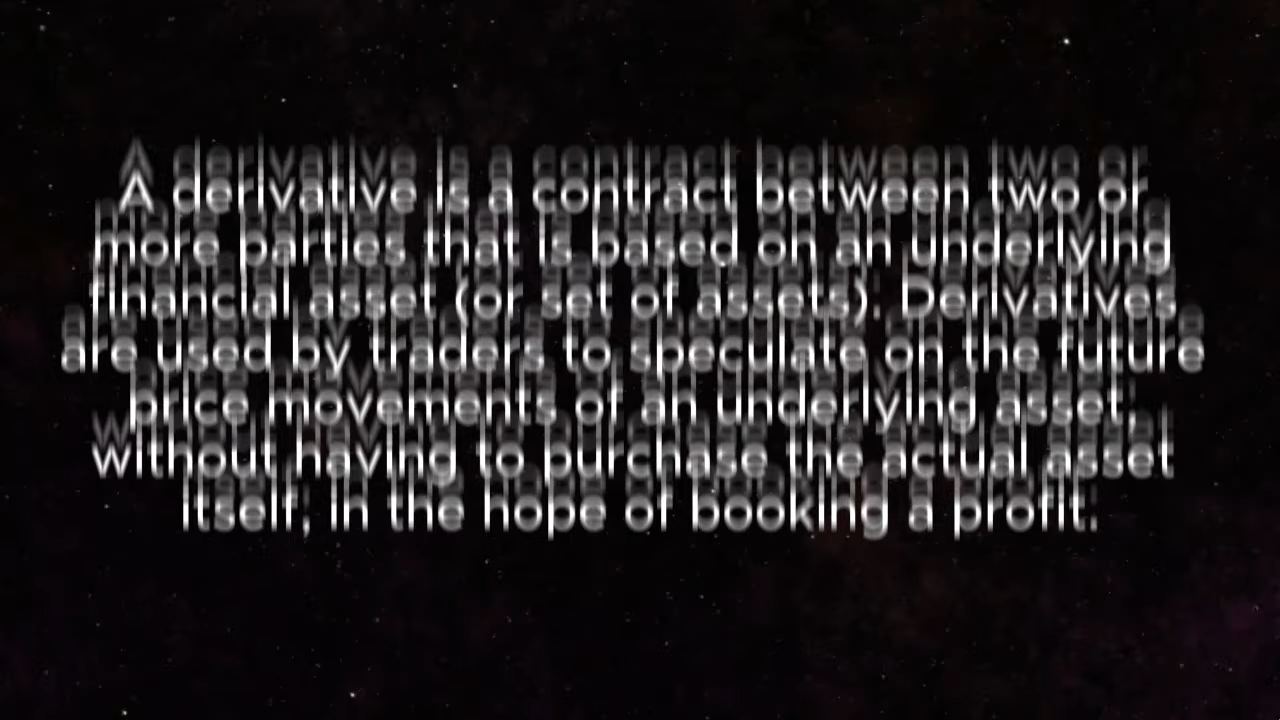 A derivative is a contract between two or
more parties that is based on an underlying
financial asset (or set of assets). Derivatives
are used by traders to speculate on the future
price movements of an underlying asset,
without having to purchase the actual asset
itself, in the hope of booking a profit.